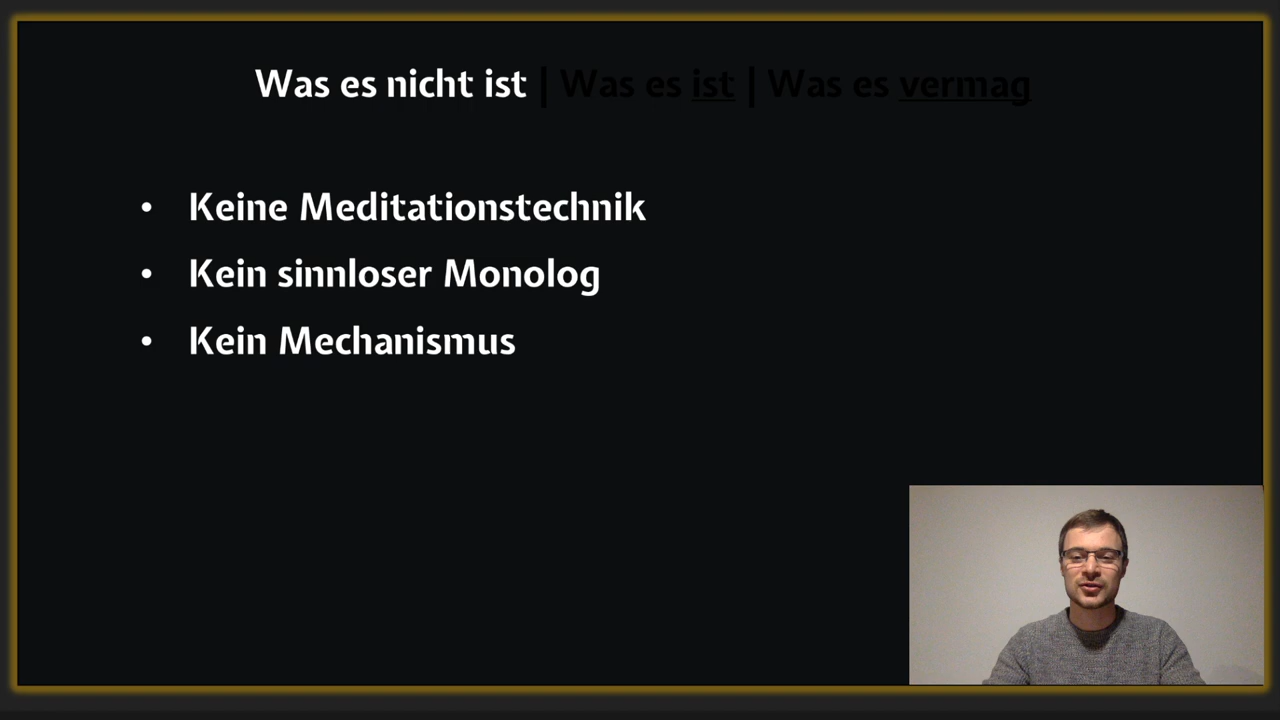 Was es nicht ist | Was es ist | Was es vermag
• Keine Meditationstechnik
• Kein sinnloser Monolog
• Kein Mechanismus